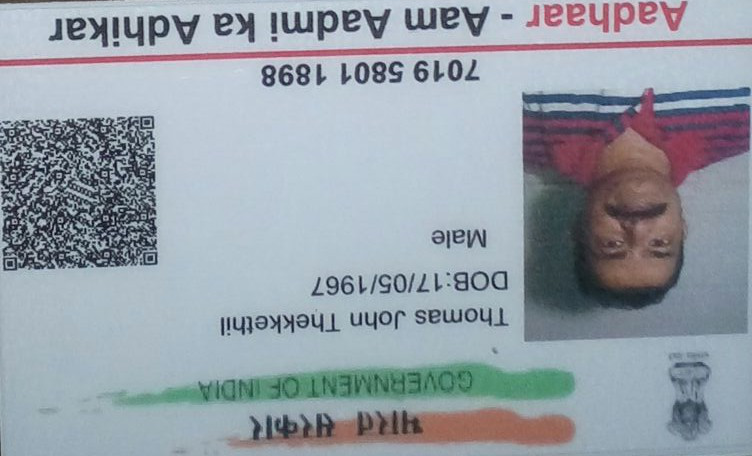 भारत सरकार
GOVERNMENT OF INDIA
Thomas John Thekkethil
DOB:17/05/1967
Male
7019 5801 1898
Aadhaar - Aam Aadmi ka Adhikar